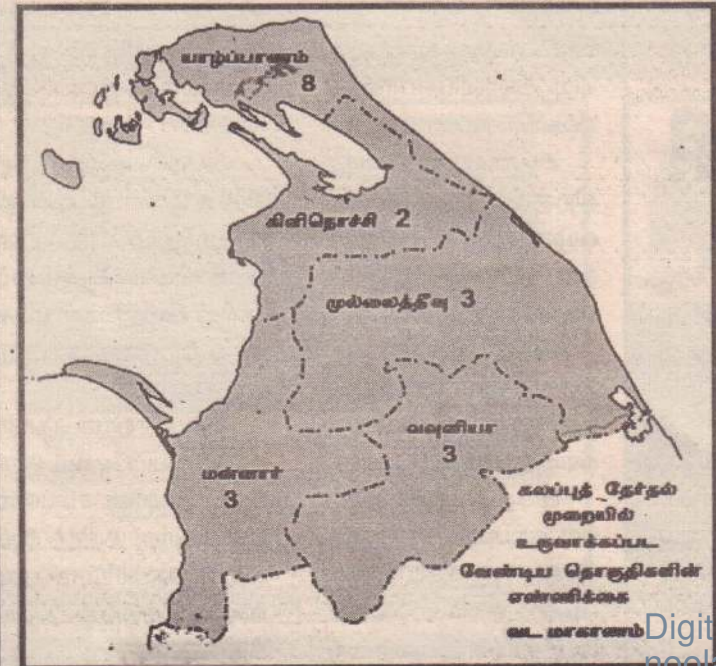 யாழ்ப்பாணம்
8
கிளிநொச்சி 2
முல்லைத்தீவு 3
வவுனியா
3
மன்னார்
3
கலப்புத் தேர்தல்
முறையில்
உருவாக்கப்பட
வேண்டிய தொகுதிகளின்
எண்ணிக்கை
வட மாகாணம்
Digit